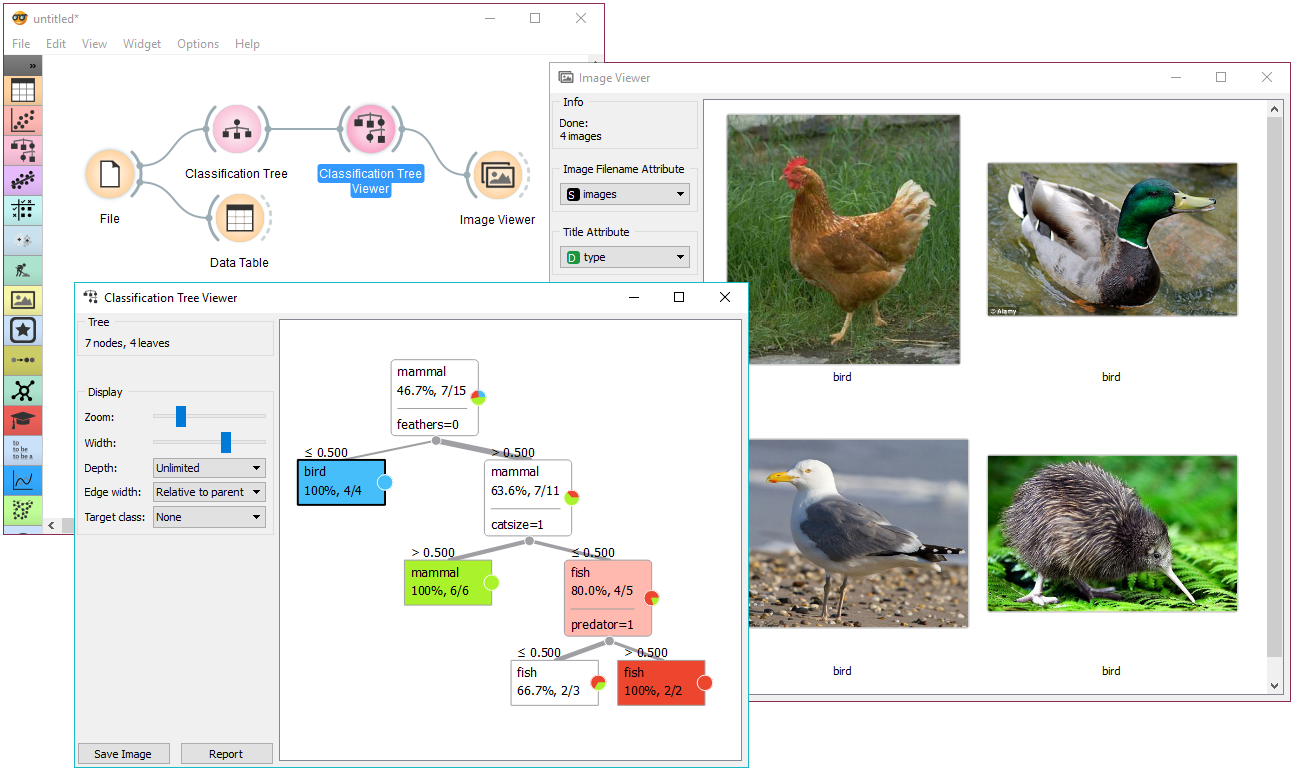 untitled*
File Edit View Widget Options Help
»
File
Classification Tree
Classification Tree
Viewer
Data Table
Image Viewer
to
to be
to be a
Image Viewer
Info
Done:
4 images
Image Filename Attribute
S images
Title Attribute
D type
© Alamy
bird
bird
bird
bird
Classification Tree Viewer
Tree
7 nodes, 4 leaves
Display
Zoom:
Width:
Depth: Unlimited
Edge width: Relative to parent
Target class: None
Save Image Report
mammal
46.7%, 7/15
feathers=0
≤ 0.500 > 0.500
bird
100%, 4/4
mammal
63.6%, 7/11
catsize=1
> 0.500 ≤ 0.500
mammal
100%, 6/6
fish
80.0%, 4/5
predator=1
≤ 0.500 > 0.500
fish
66.7%, 2/3
fish
100%, 2/2